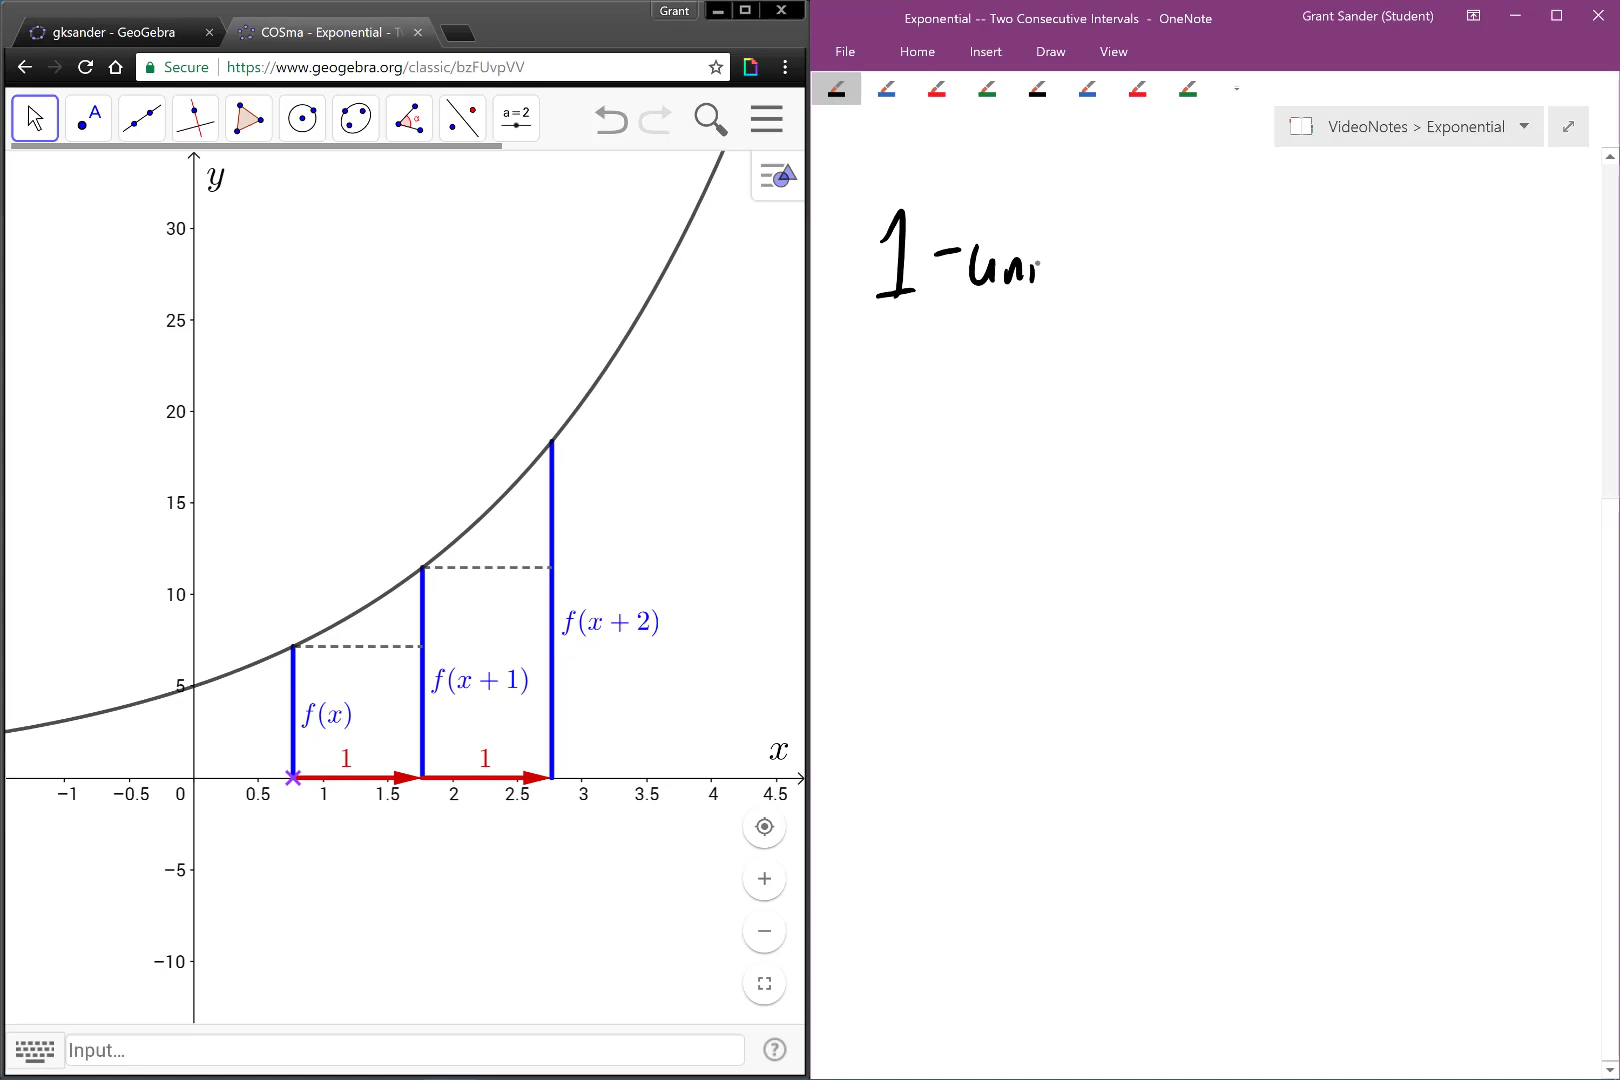 Grant
gksander - GeoGebra
COSma - Exponential - T
Secure
https://www.geogebra.org/classic/bzFUvpVV
A
α
a = 2
y
30
25
20
15
10
5
f(x + 2)
f(x + 1)
f(x)
1
1
x
−1
−0.5
0
0.5
1
1.5
2
2.5
3
3.5
4
4.5
−5
−10
Input...
Exponential -- Two Consecutive Intervals - OneNote
Grant Sander (Student)
File
Home
Insert
Draw
View
VideoNotes > Exponential
1-uni